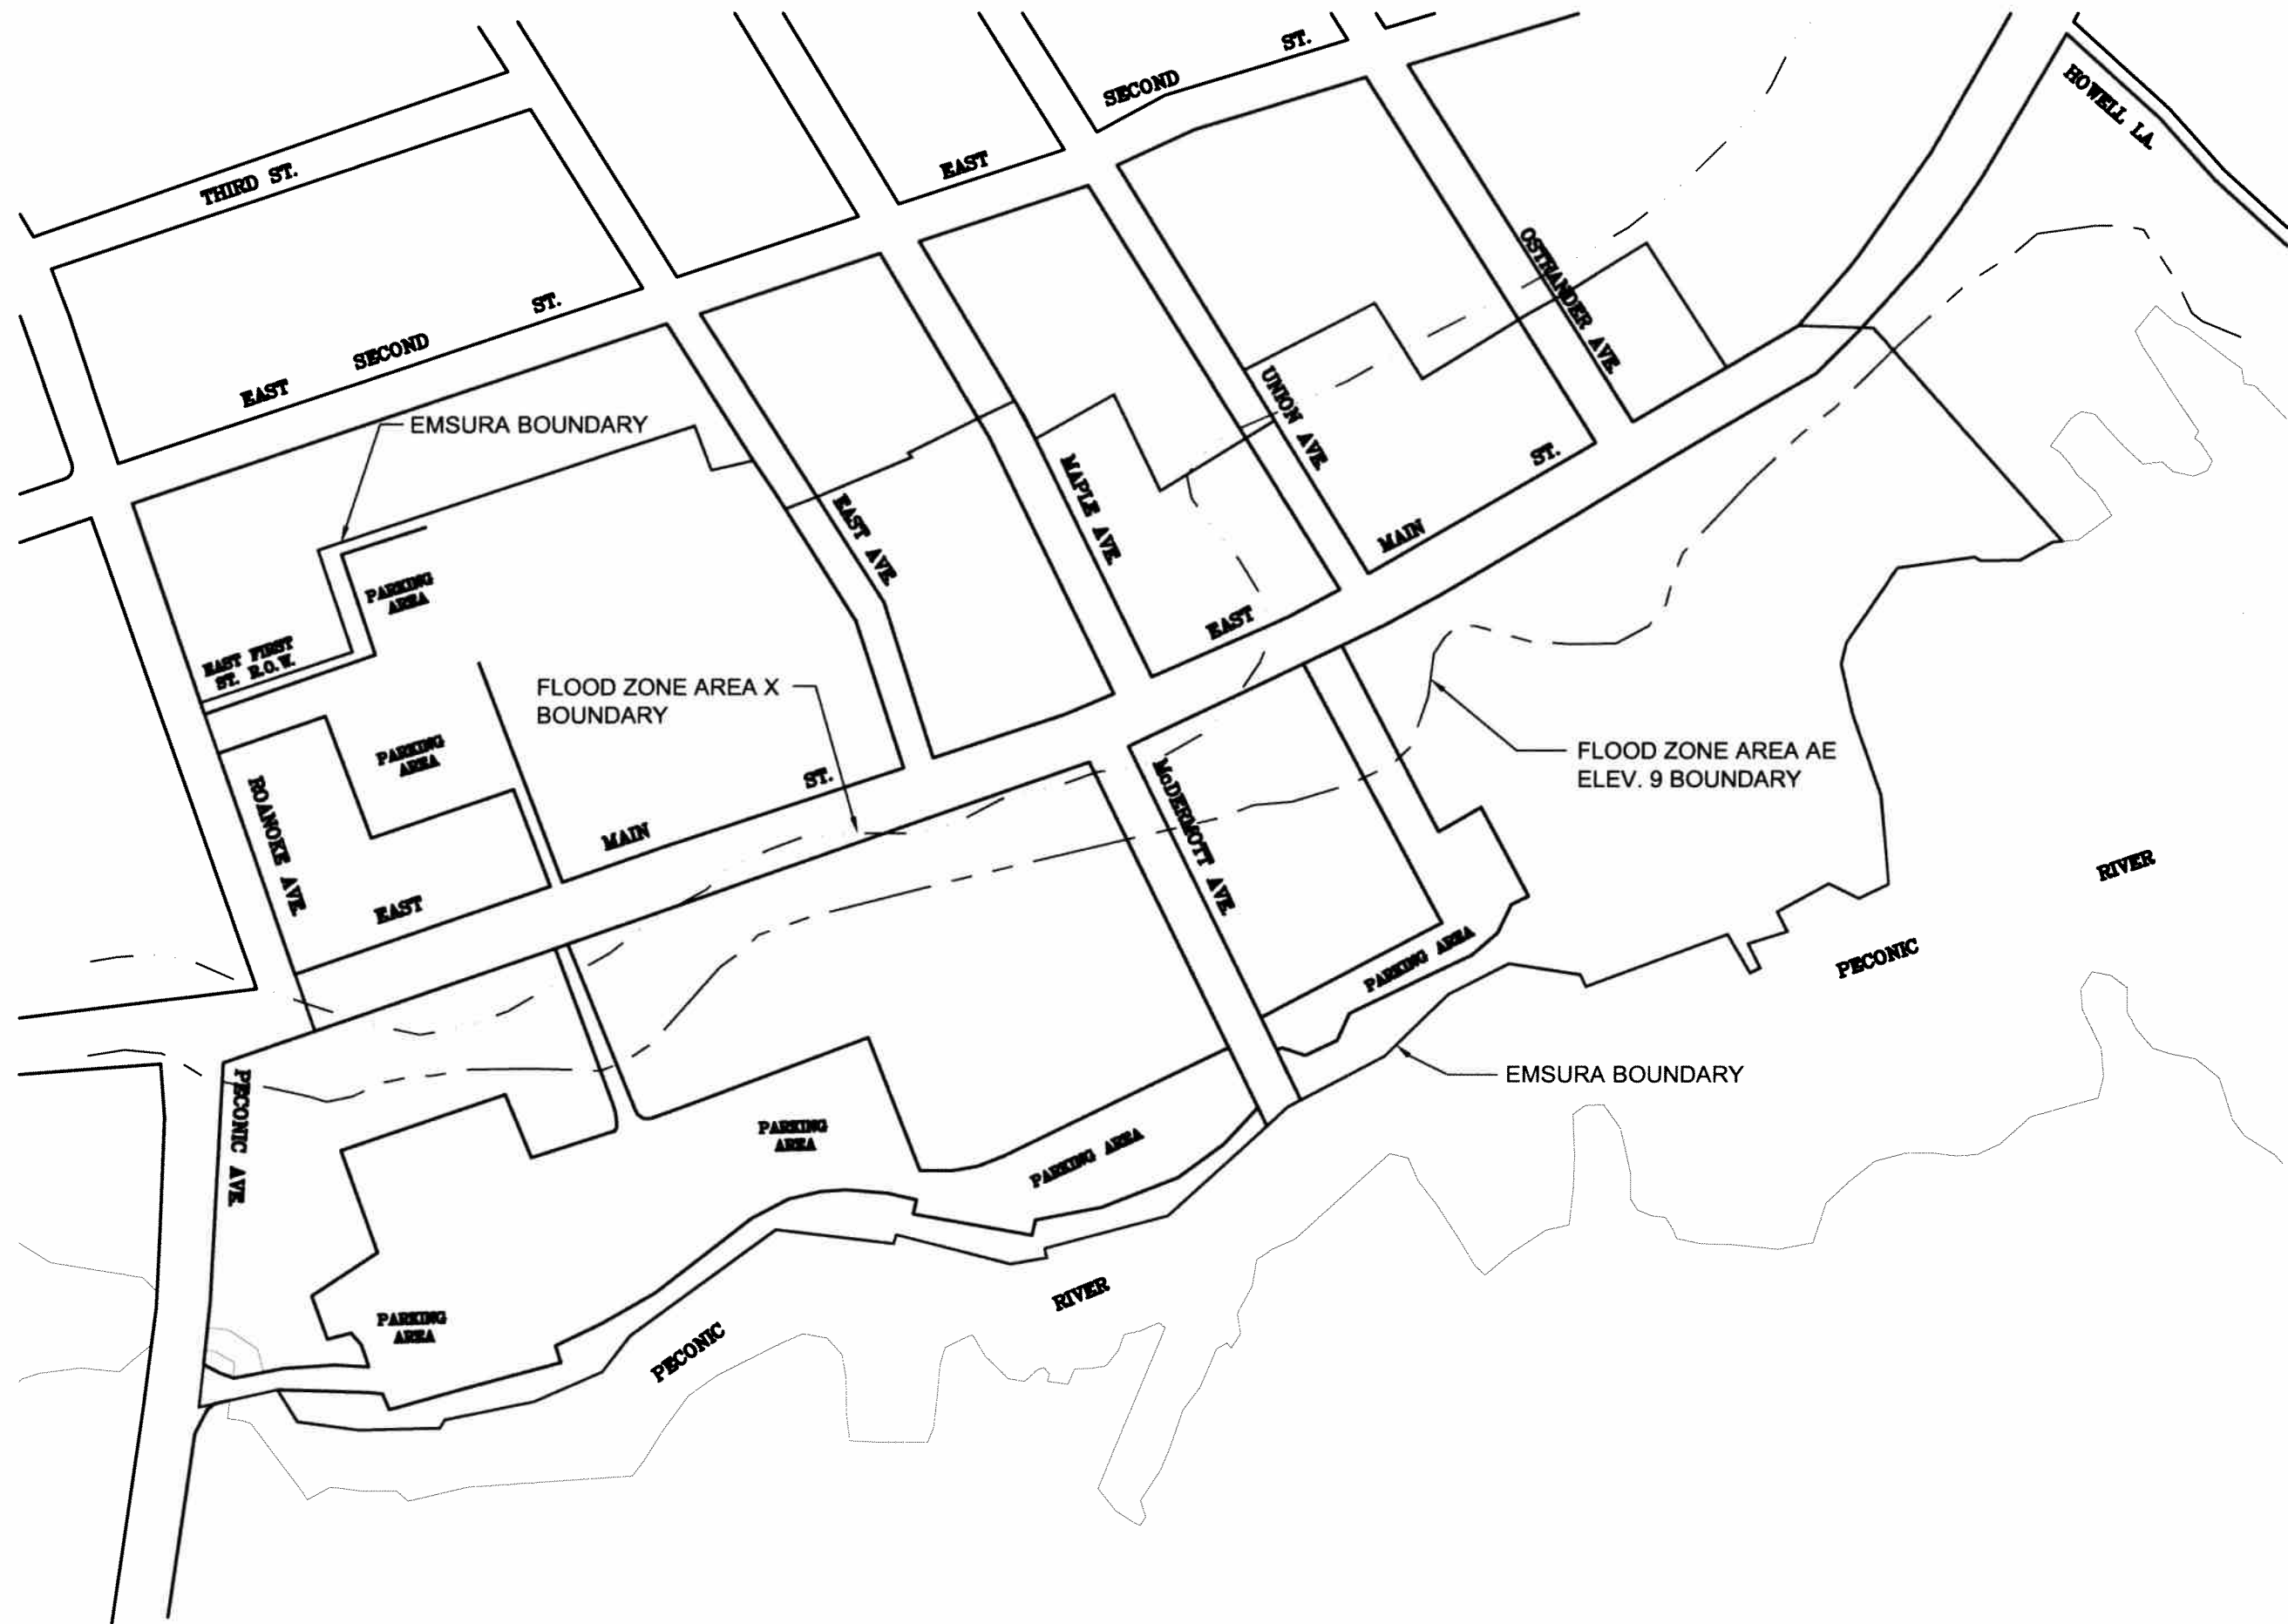 SECOND ST.
HOWELL LA.
EAST
THIRD ST.
OSTRANDER AVE.
EAST SECOND ST.
EMSURA BOUNDARY
UNION AVE.
MAPLE AVE.
EAST AVE.
EAST MAIN ST.
PARKING
AREA
EAST FIRST
ST. R.O.W.
FLOOD ZONE AREA X
BOUNDARY
PARKING
AREA
FLOOD ZONE AREA AE
ELEV. 9 BOUNDARY
ROANOKE AVE.
EAST MAIN ST.
McDERMOTT AVE.
RIVER
PECONIC
PARKING AREA
EMSURA BOUNDARY
PECONIC AVE.
PARKING
AREA
PARKING AREA
PARKING
AREA
PECONIC RIVER